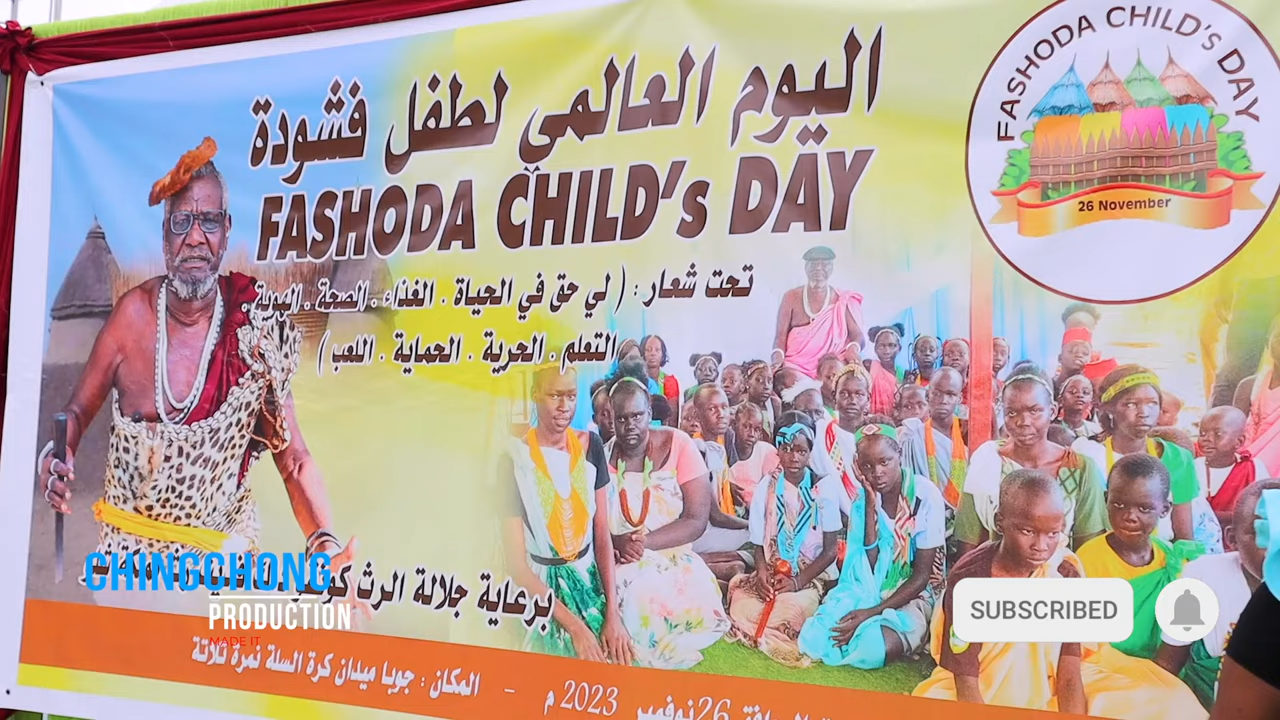 اليوم العالمي لطفل فشودة
FASHODA CHILD's DAY
تحت شعار : ( لي حق في الحياة . الغذاء . الصحة . الهوية .
التعلم . الحرية . الحماية . اللعب )
FASHODA CHILD's DAY
26 November
برعاية جلالة الرث
CHINGCHONG
PRODUCTION
MADE IT
SUBSCRIBED
26 نوفمبر 2023 م - المكان : جوبا ميدان كرة السلة نمرة تلاتة